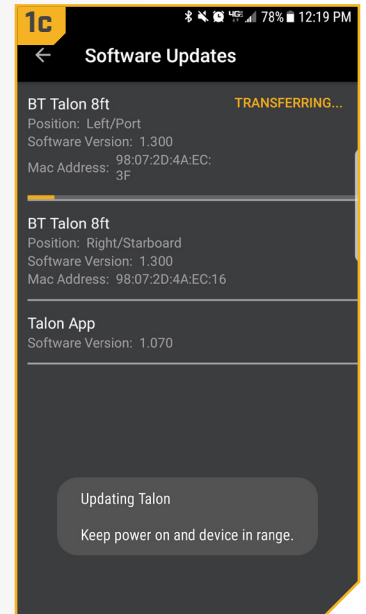 1c
4GE 78% 12:19 PM
Software Updates
BT Talon 8ft TRANSFERRING...
Position: Left/Port
Software Version: 1.300
Mac Address: 98:07:2D:4A:EC:
3F
BT Talon 8ft
Position: Right/Starboard
Software Version: 1.300
Mac Address: 98:07:2D:4A:EC:16
Talon App
Software Version: 1.070
Updating Talon
Keep power on and device in range.